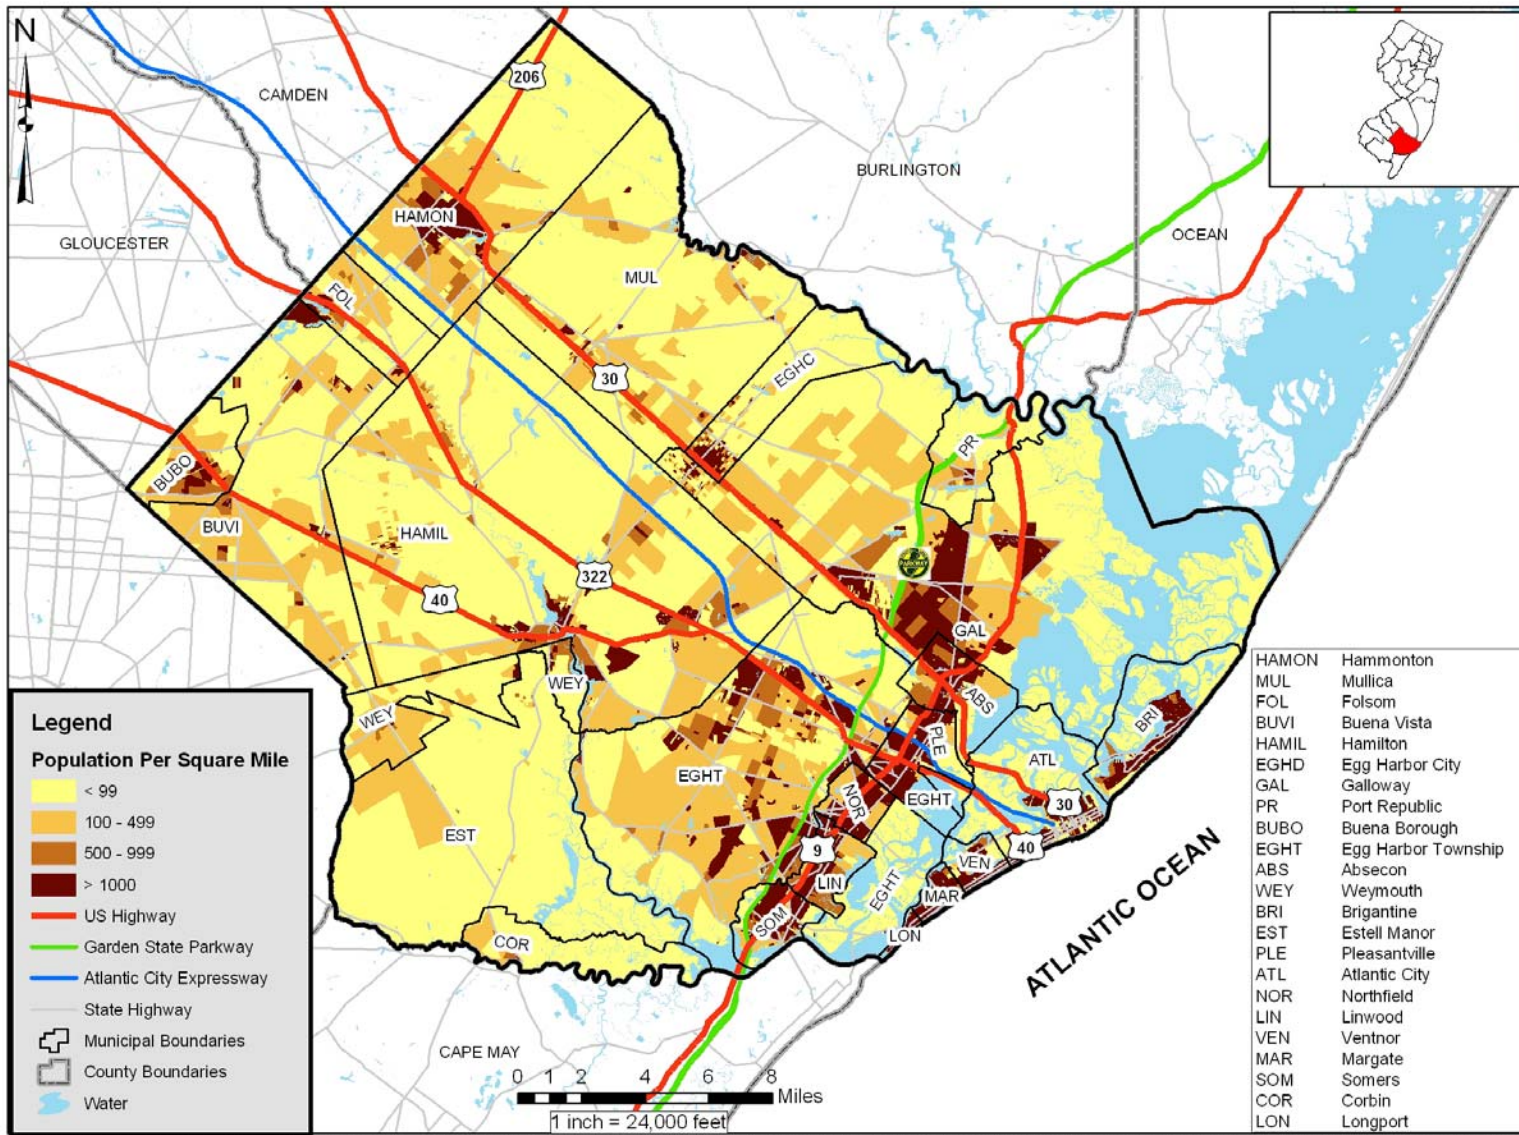 N
206
CAMDEN
BURLINGTON
HAMON
GLOUCESTER
OCEAN
MUL
FOL
30
EGHC
PR
BUBO
BUVI
HAMIL
322
PARKWAY
40
GAL
WEY
ABS
WEY
BRI
PLE
ATL
EGHT
NOR
EGHT
30
EST
9
40
VEN
LIN
EGHT
MAR
SOM
LON
COR
ATLANTIC OCEAN
CAPE MAY
0 1 2 4 6 8
Miles
1 inch = 24,000 feet
Legend
Population Per Square Mile
< 99
100 - 499
500 - 999
> 1000
US Highway
Garden State Parkway
Atlantic City Expressway
State Highway
Municipal Boundaries
County Boundaries
Water
HAMON Hammonton
MUL Mullica
FOL Folsom
BUVI Buena Vista
HAMIL Hamilton
EGHD Egg Harbor City
GAL Galloway
PR Port Republic
BUBO Buena Borough
EGHT Egg Harbor Township
ABS Absecon
WEY Weymouth
BRI Brigantine
EST Estell Manor
PLE Pleasantville
ATL Atlantic City
NOR Northfield
LIN Linwood
VEN Ventnor
MAR Margate
SOM Somers
COR Corbin
LON Longport